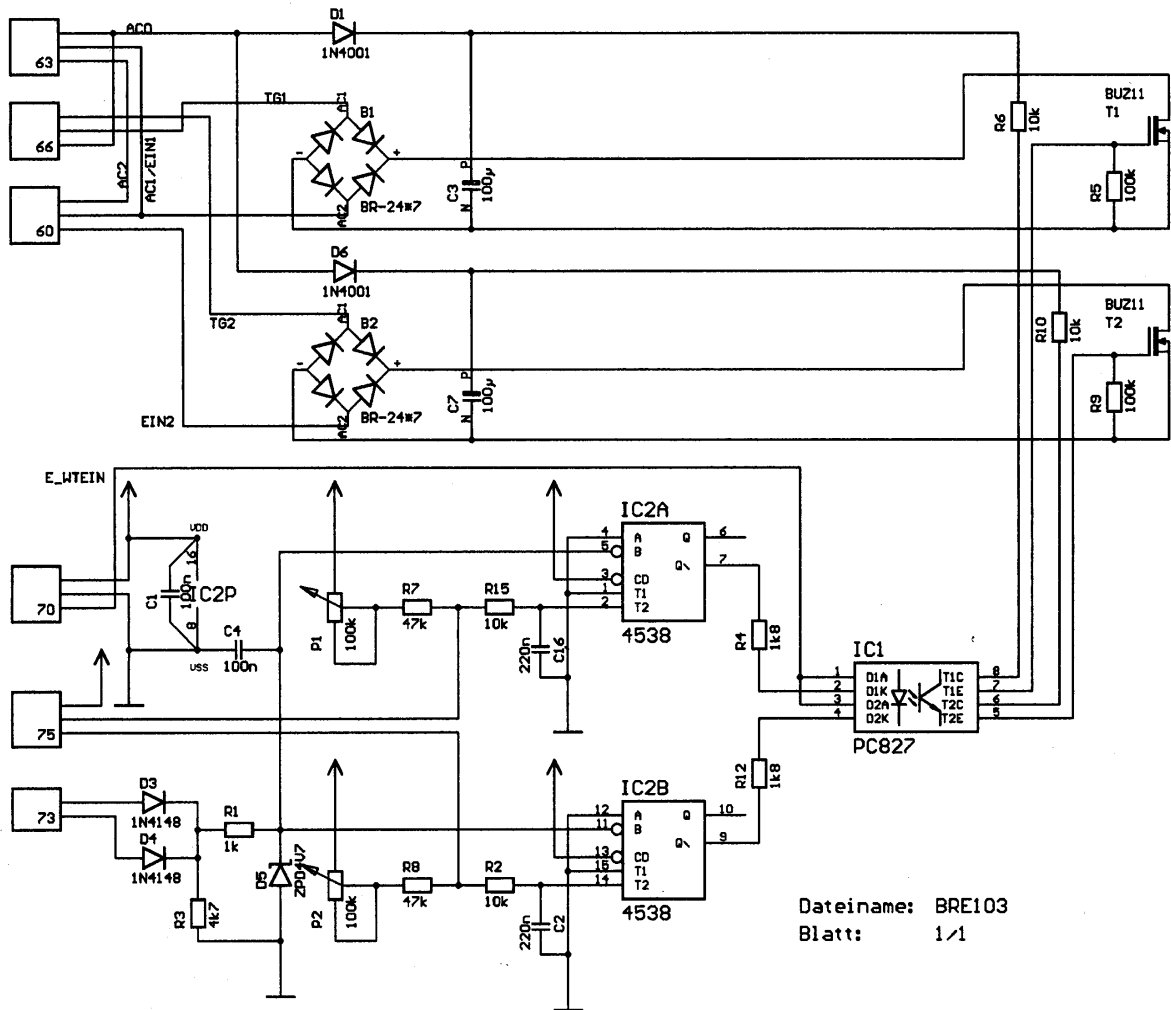 63
AC0
D1
1N4001
66
TG1
AC1
B1
AC2
AC1/EIN1
-
+
P
C3
100µ
N
AC2
BR-24*7
60
R6
10k
BUZ11
T1
R5
100k
D6
1N4001
TG2
AC1
B2
-
+
P
C7
100µ
N
AC2
BR-24*7
EIN2
R10
10k
BUZ11
T2
R9
100k
E_WTEIN
VDD
16
C1
100n
IC2P
8
VSS
70
C4
100n
P1
100k
R7
47k
R15
10k
220n
C16
IC2A
4
5
3
1
2
A
B
CD
T1
T2
Q
Q\
6
7
4538
R4
1k8
IC1
1
2
3
4
D1A
D1K
D2A
D2K
T1C
T1E
T2C
T2E
8
7
6
5
PC827
75
73
D3
1N4148
D4
1N4148
R1
1k
R3
4k7
D5
ZPD4V7
P2
100k
R8
47k
R2
10k
220n
C2
IC2B
12
11
13
15
14
A
B
CD
T1
T2
Q
Q\
10
9
4538
R12
1k8
Dateiname: BRE103
Blatt: 1/1